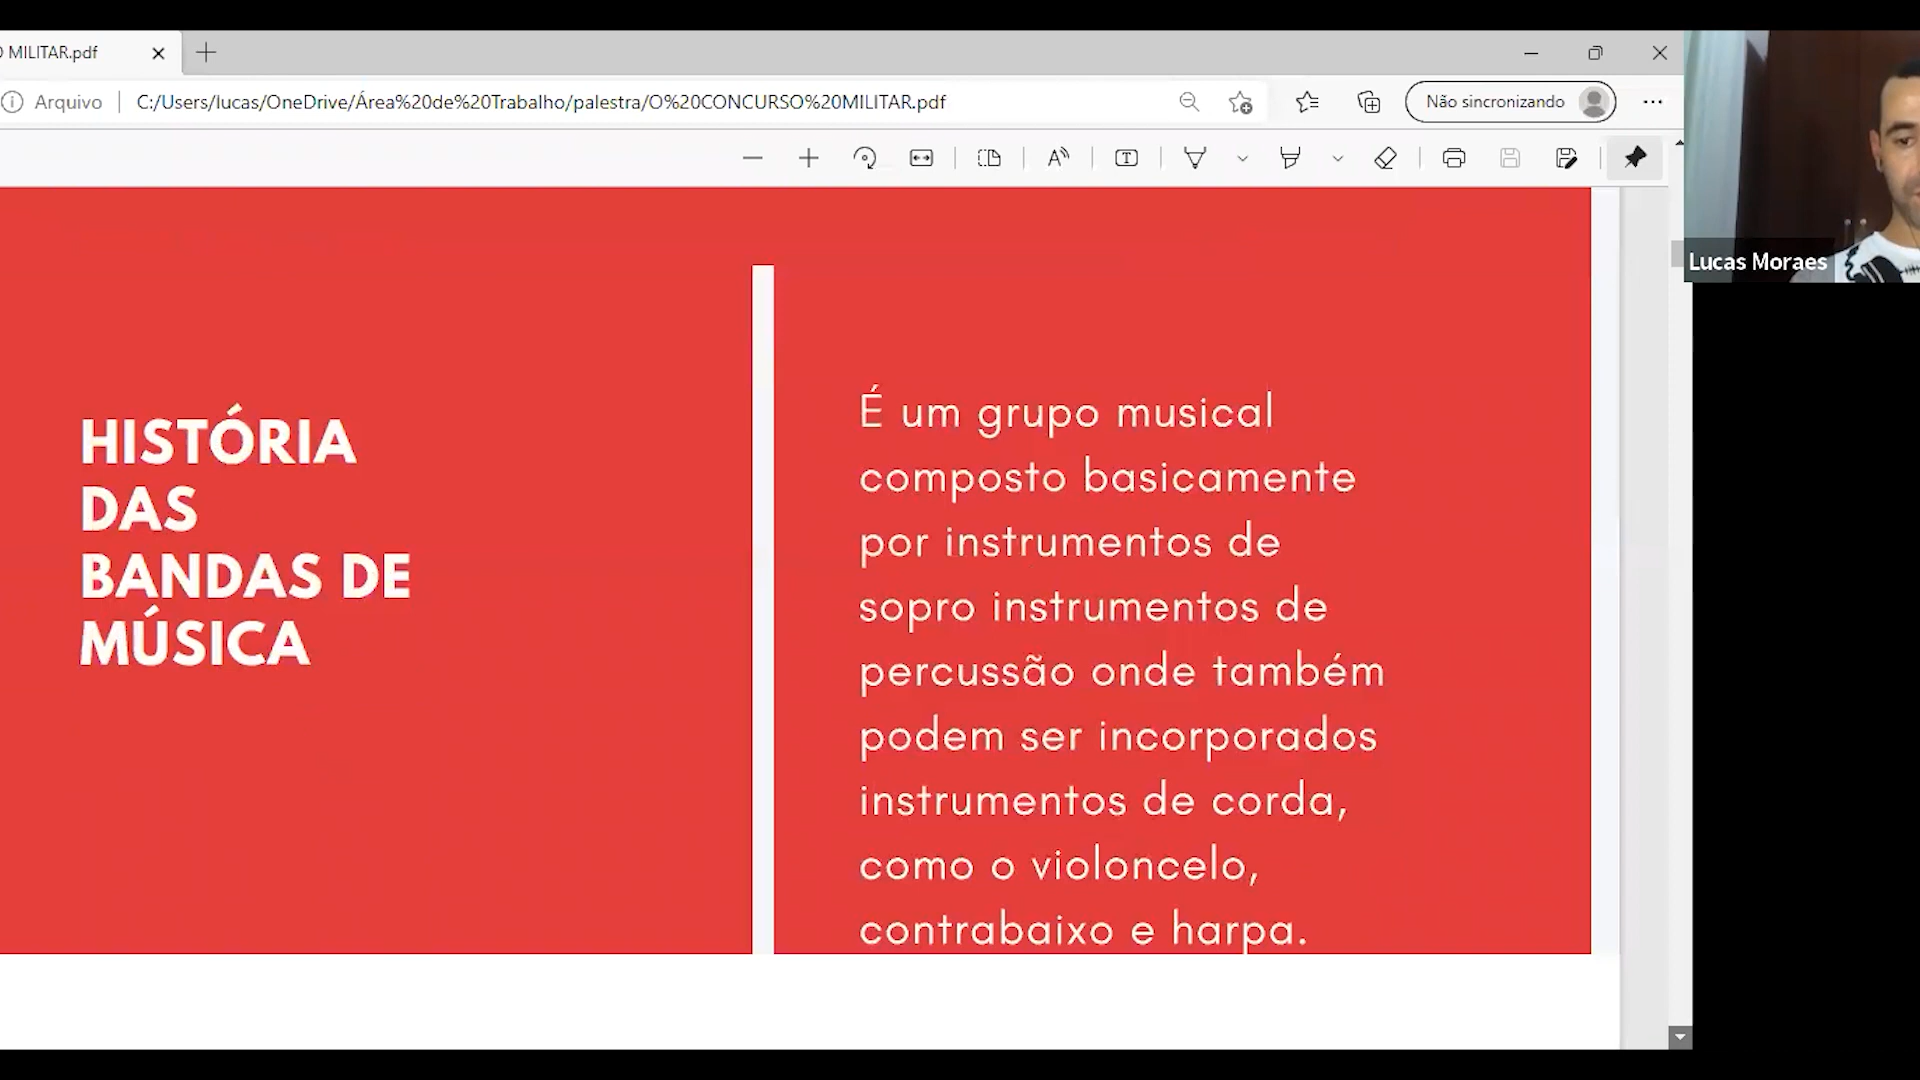 O MILITAR.pdf
Arquivo
C:/Users/lucas/OneDrive/Área%20de%20Trabalho/palestra/O%20CONCURSO%20MILITAR.pdf
Não sincronizando
Lucas Moraes
HISTÓRIA
DAS
BANDAS DE
MÚSICA
É um grupo musical
composto basicamente
por instrumentos de
sopro instrumentos de
percussão onde também
podem ser incorporados
instrumentos de corda,
como o violoncelo,
contrabaixo e harpa.